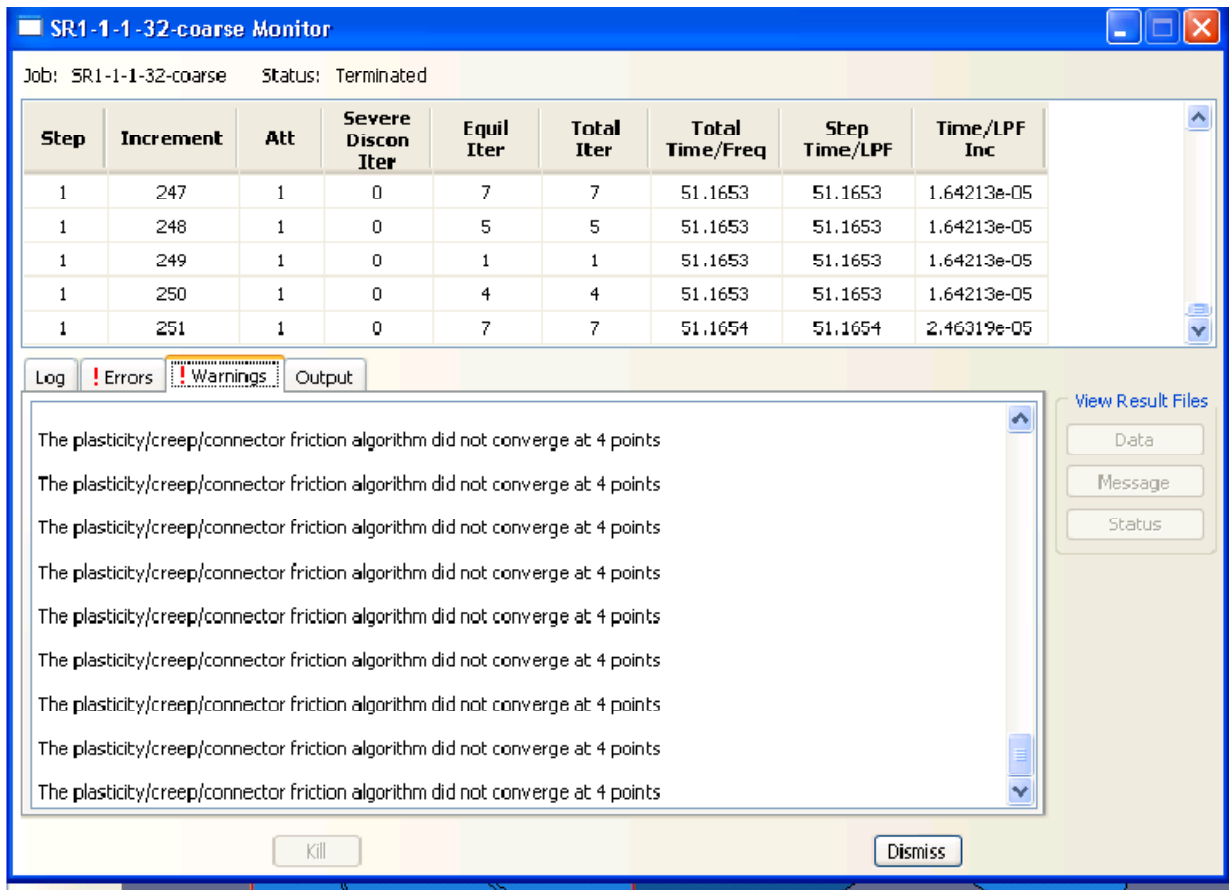 SR1-1-1-32-coarse Monitor
Job: SR1-1-1-32-coarse Status: Terminated
Step Increment Att Severe Discon Iter Equil Iter Total Iter Total Time/Freq Step Time/LPF Time/LPF Inc
1 247 1 0 7 7 51.1653 51.1653 1.64213e-05
1 248 1 0 5 5 51.1653 51.1653 1.64213e-05
1 249 1 0 1 1 51.1653 51.1653 1.64213e-05
1 250 1 0 4 4 51.1653 51.1653 1.64213e-05
1 251 1 0 7 7 51.1654 51.1654 2.46319e-05
Log ! Errors ! Warnings Output
The plasticity/creep/connector friction algorithm did not converge at 4 points
The plasticity/creep/connector friction algorithm did not converge at 4 points
The plasticity/creep/connector friction algorithm did not converge at 4 points
The plasticity/creep/connector friction algorithm did not converge at 4 points
The plasticity/creep/connector friction algorithm did not converge at 4 points
The plasticity/creep/connector friction algorithm did not converge at 4 points
The plasticity/creep/connector friction algorithm did not converge at 4 points
The plasticity/creep/connector friction algorithm did not converge at 4 points
The plasticity/creep/connector friction algorithm did not converge at 4 points
View Result Files
Data
Message
Status
Kill Dismiss